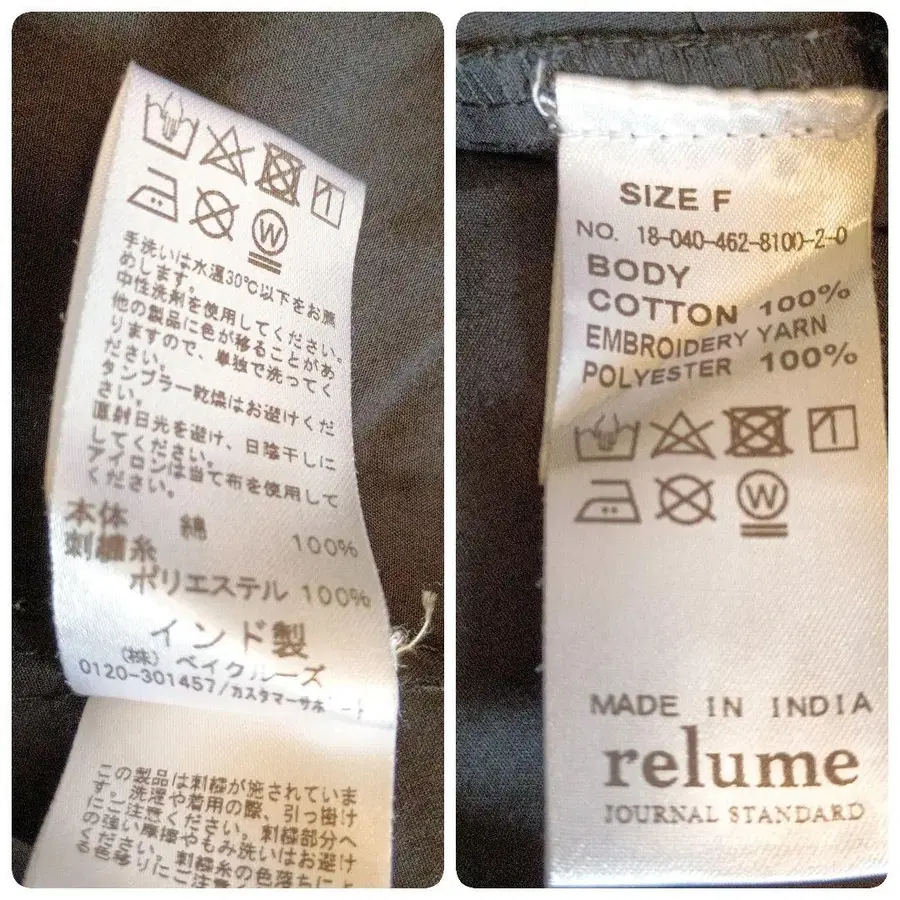 手洗いは水温30℃以下をお薦
めします。
中性洗剤を使用してください。
他の製品に色が移ることがあ
りますので、単独で洗ってく
ださい。
タンブラー乾燥はお避けくだ
さい。
直射日光を避け、日陰干しに
してください。
アイロンは当て布を使用して
ください。
本体 綿 100%
刺繍糸
ポリエステル 100%
インド製
(株) ベイクルーズ
0120-301457/カスタマーサポート
この製品は刺繍が施されていま
す。洗濯や着用の際、引っ掛け
にご注意ください。刺繍部分へ
の強い摩擦やもみ洗いはお避け
ください。刺繍糸の色落ちによ
る色移りにご注意
SIZE F
NO. 18-040-462-8100-2-0
BODY
COTTON 100%
EMBROIDERY YARN
POLYESTER 100%
W
MADE IN INDIA
relume
JOURNAL STANDARD